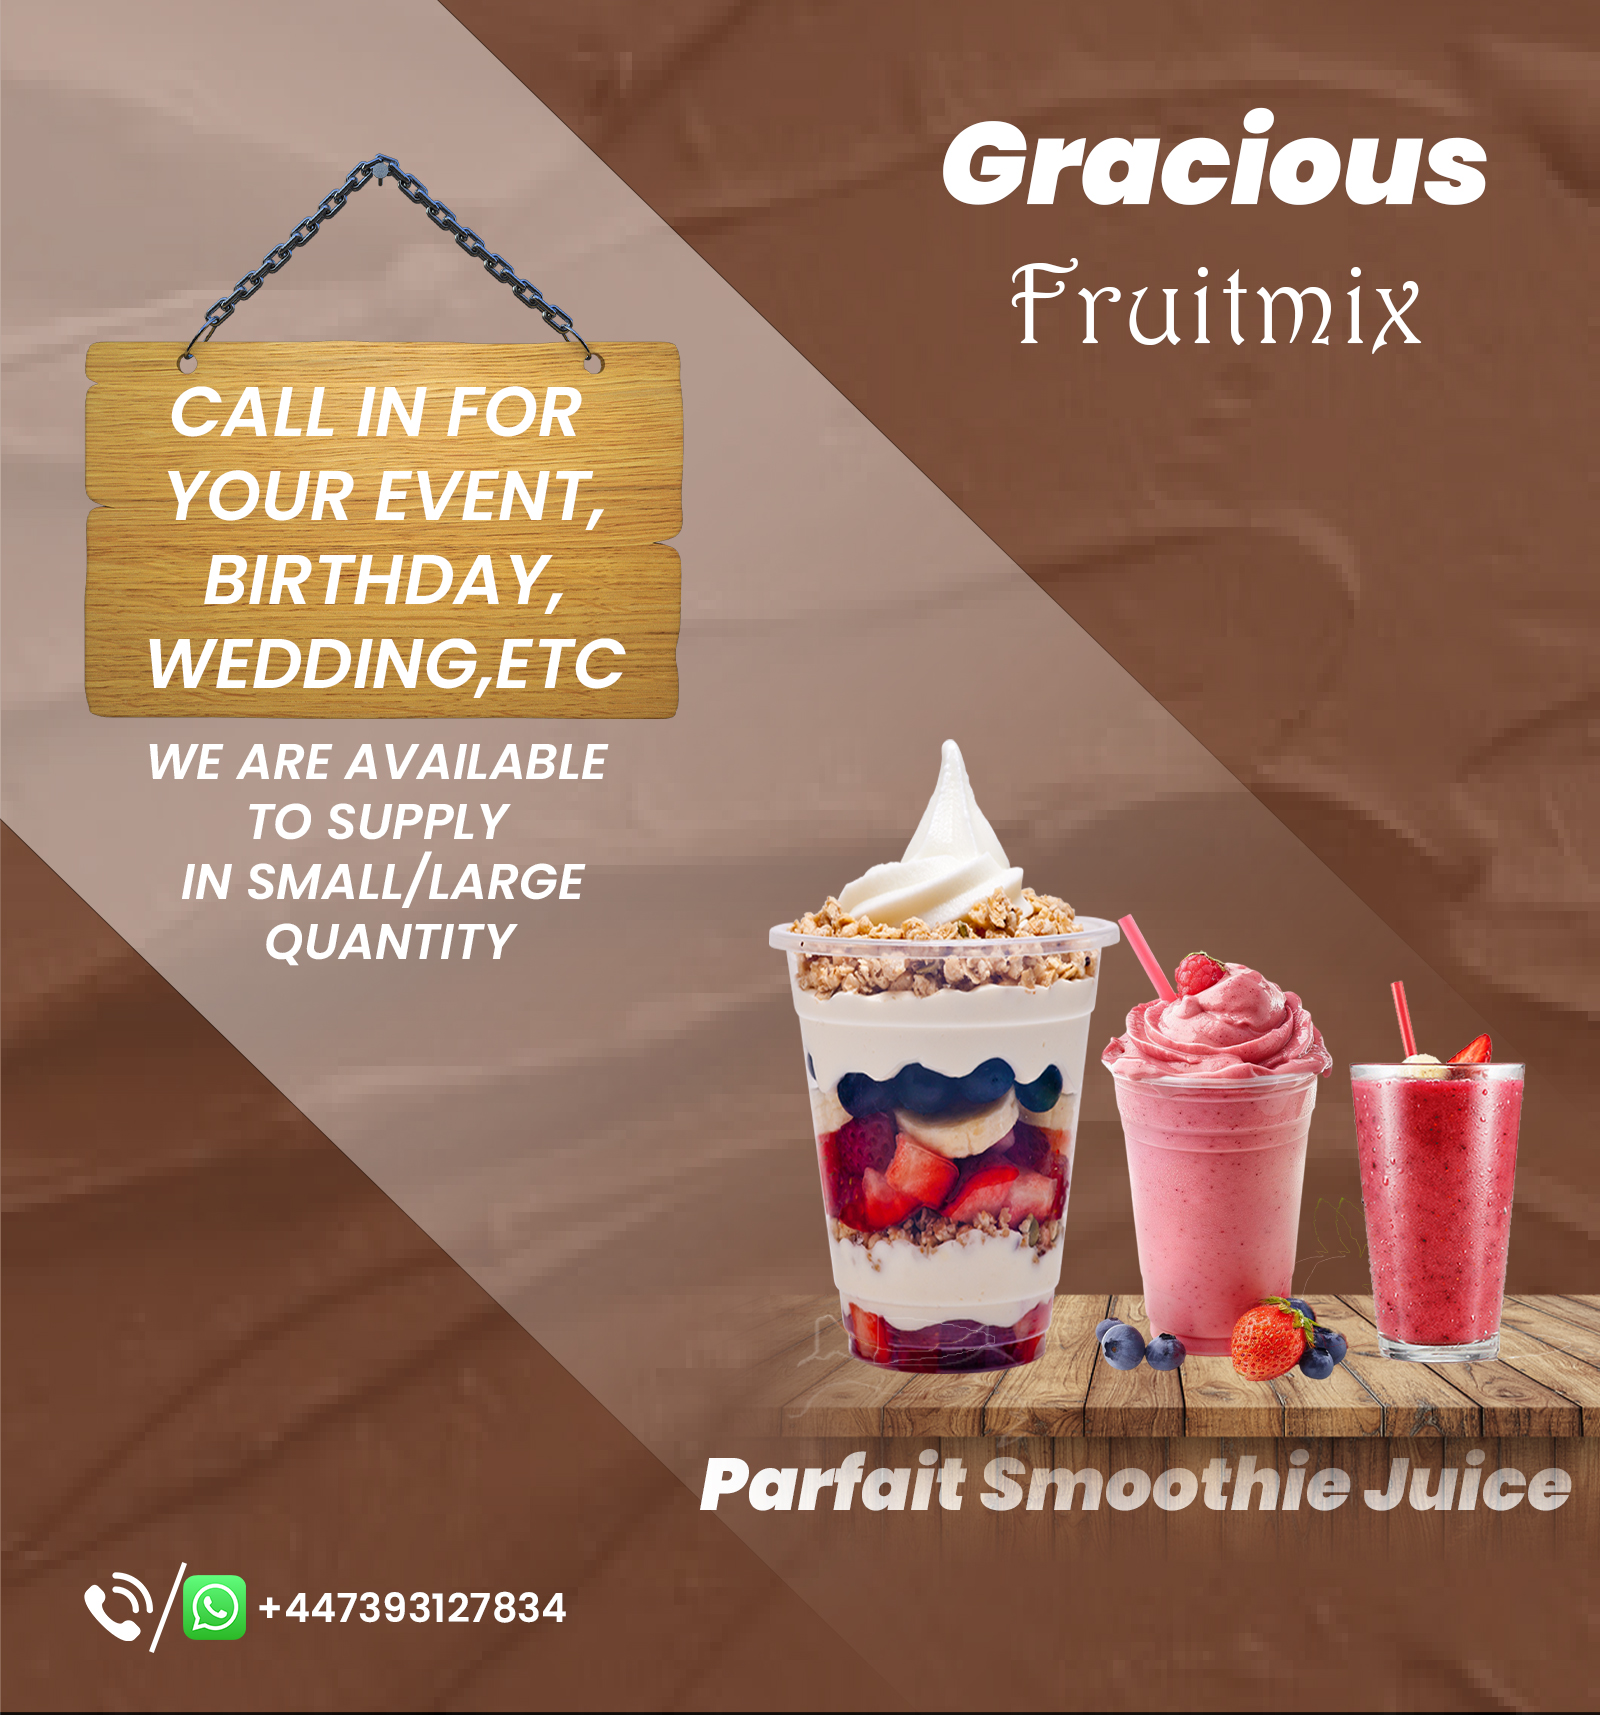 Gracious
Fruitmix
CALL IN FOR
YOUR EVENT,
BIRTHDAY,
WEDDING,ETC
WE ARE AVAILABLE
TO SUPPLY
IN SMALL/LARGE
QUANTITY
Parfait Smoothie Juice
+447393127834